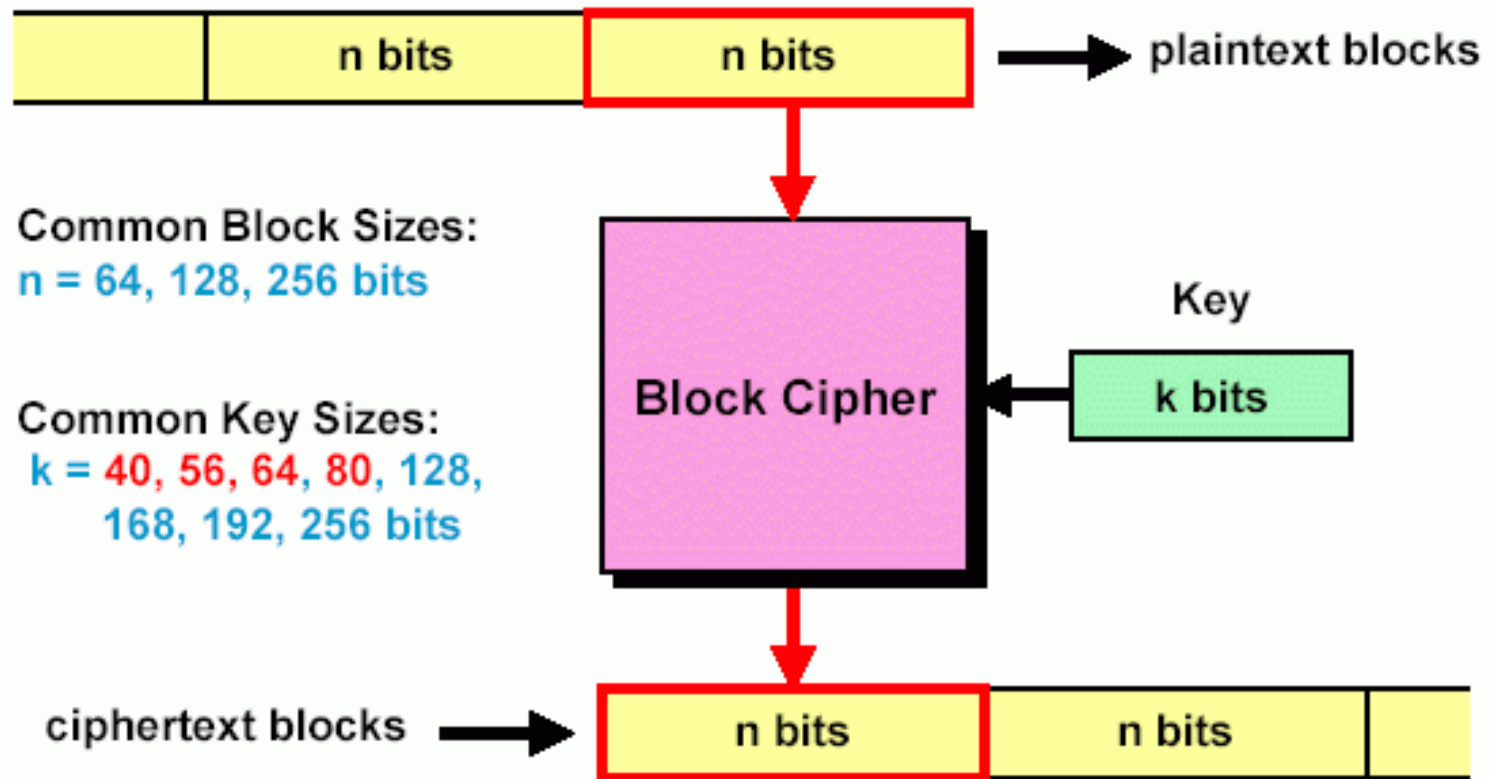 n bits
n bits
plaintext blocks
Common Block Sizes:
n = 64, 128, 256 bits
Key
Block Cipher
k bits
Common Key Sizes:
k = 40, 56, 64, 80, 128,
168, 192, 256 bits
ciphertext blocks
n bits
n bits